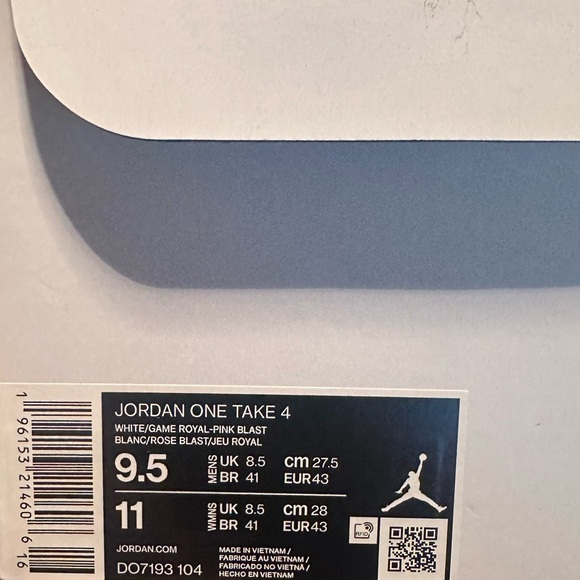 JORDAN ONE TAKE 4
WHITE/GAME ROYAL-PINK BLAST
BLANC/ROSE BLAST/JEU ROYAL
9.5 MENS UK 8.5 cm 27.5
BR 41 EUR 43
11 WMNS UK 8.5 cm 28
BR 41 EUR 43
JORDAN.COM
DO7193 104
MADE IN VIETNAM /
FABRIQUE AU VIETNAM /
FABRICADO NO VIETNÃ /
HECHO EN VIETNAM
RFID
1 96153 21460 6 16